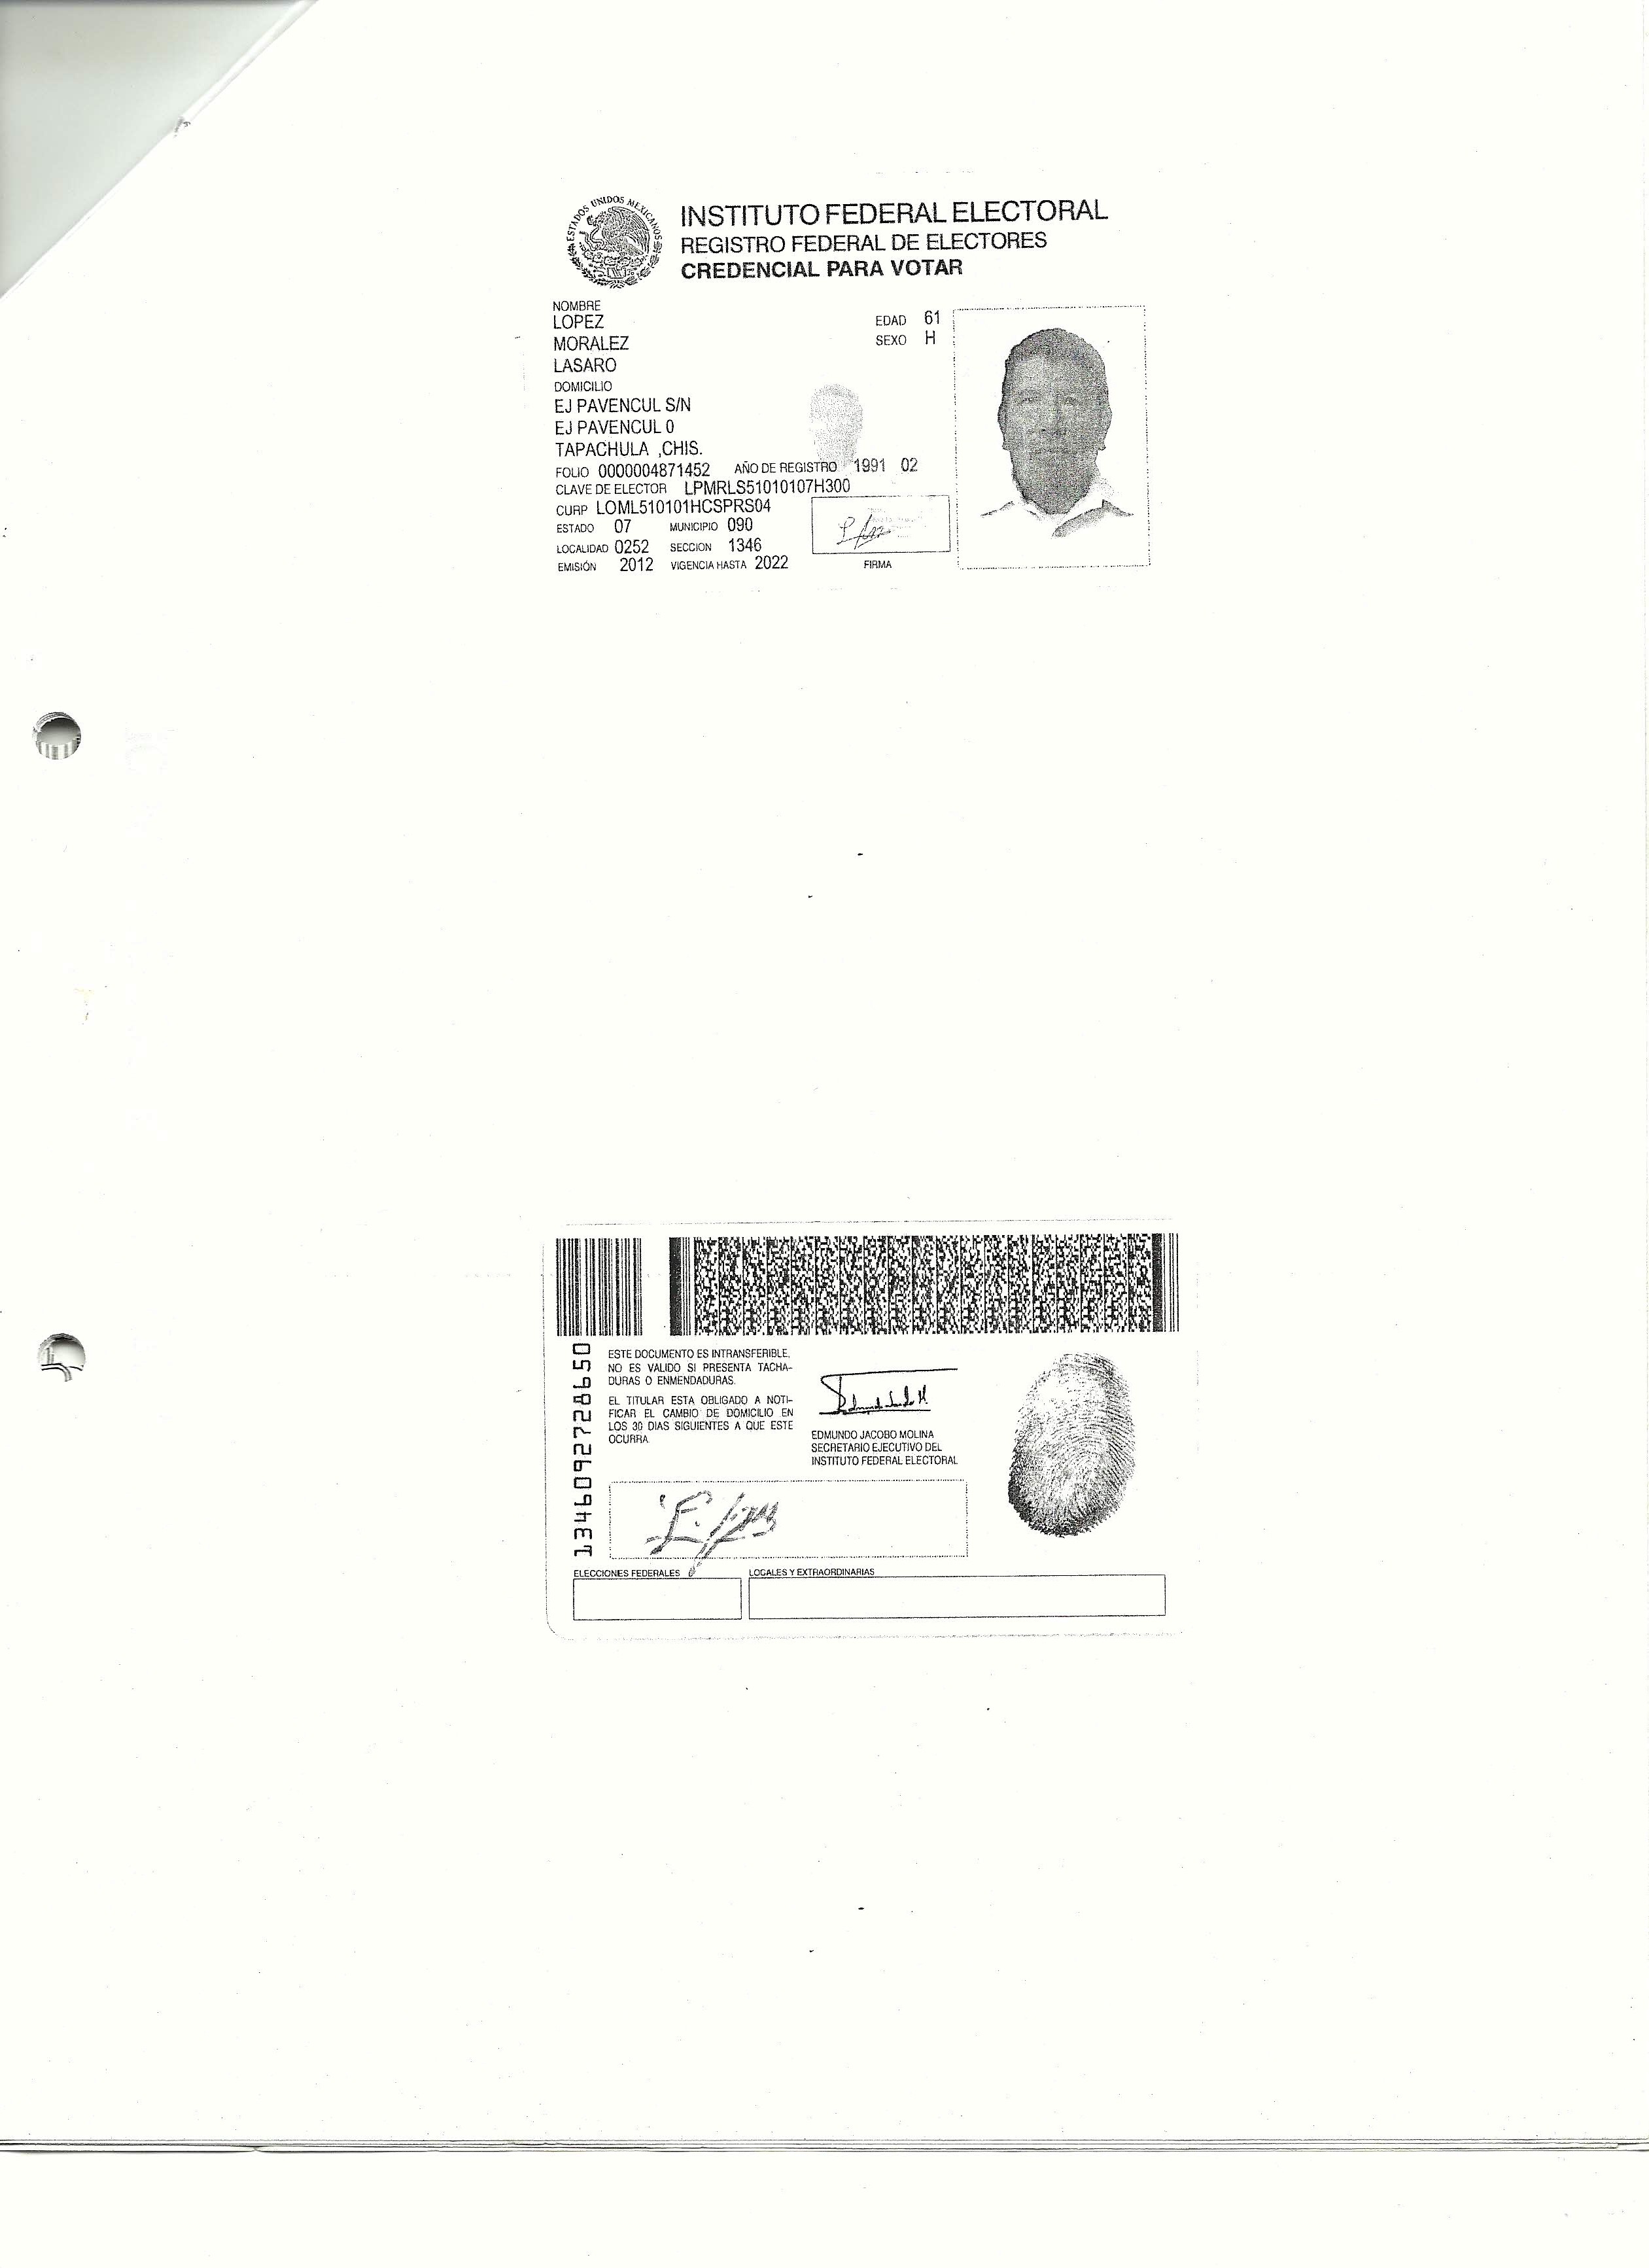 ESTADOS UNIDOS MEXICANOS
INSTITUTO FEDERAL ELECTORAL
REGISTRO FEDERAL DE ELECTORES
CREDENCIAL PARA VOTAR
NOMBRE
LOPEZ
MORALEZ
LASARO
EDAD 61
SEXO H
DOMICILIO
EJ PAVENCUL S/N
EJ PAVENCUL 0
TAPACHULA ,CHIS.
FOLIO 0000004871452 AÑO DE REGISTRO 1991 02
CLAVE DE ELECTOR LPMRLS51010107H300
CURP LOML510101HCSPRS04
ESTADO 07 MUNICIPIO 090
LOCALIDAD 0252 SECCION 1346
EMISIÓN 2012 VIGENCIA HASTA 2022
FIRMA
1346092728650
ESTE DOCUMENTO ES INTRANSFERIBLE,
NO ES VALIDO SI PRESENTA TACHA-
DURAS O ENMENDADURAS.
EL TITULAR ESTA OBLIGADO A NOTI-
FICAR EL CAMBIO DE DOMICILIO EN
LOS 30 DIAS SIGUIENTES A QUE ESTE
OCURRA.
EDMUNDO JACOBO MOLINA
SECRETARIO EJECUTIVO DEL
INSTITUTO FEDERAL ELECTORAL
ELECCIONES FEDERALES
LOCALES Y EXTRAORDINARIAS